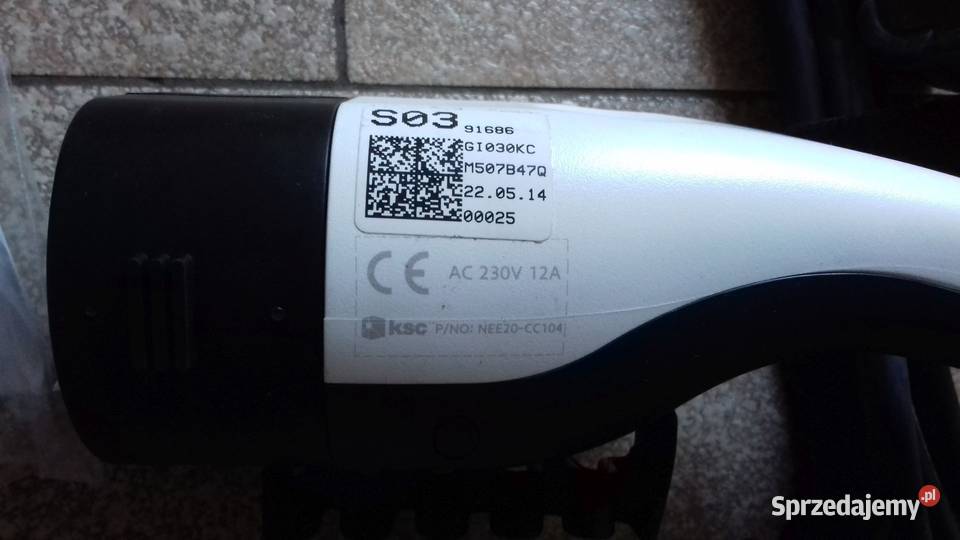 S03 91686
GI030KC
M507B47Q
22.05.14
00025
CE AC 230V 12A
KSC P/NO: NEE20-CC104
Sprzedajemy.pl